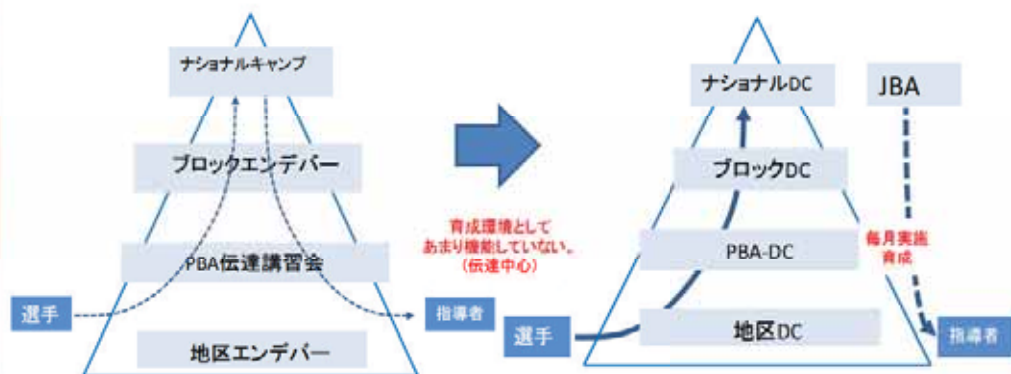 ナショナルキャンプ
ブロックエンデバー
PBA伝達講習会
選手
指導者
地区エンデバー
育成環境として
あまり機能していない。
(伝達中心)
ナショナルDC
JBA
ブロックDC
PBA-DC
毎月実施
育成
選手
地区DC
指導者